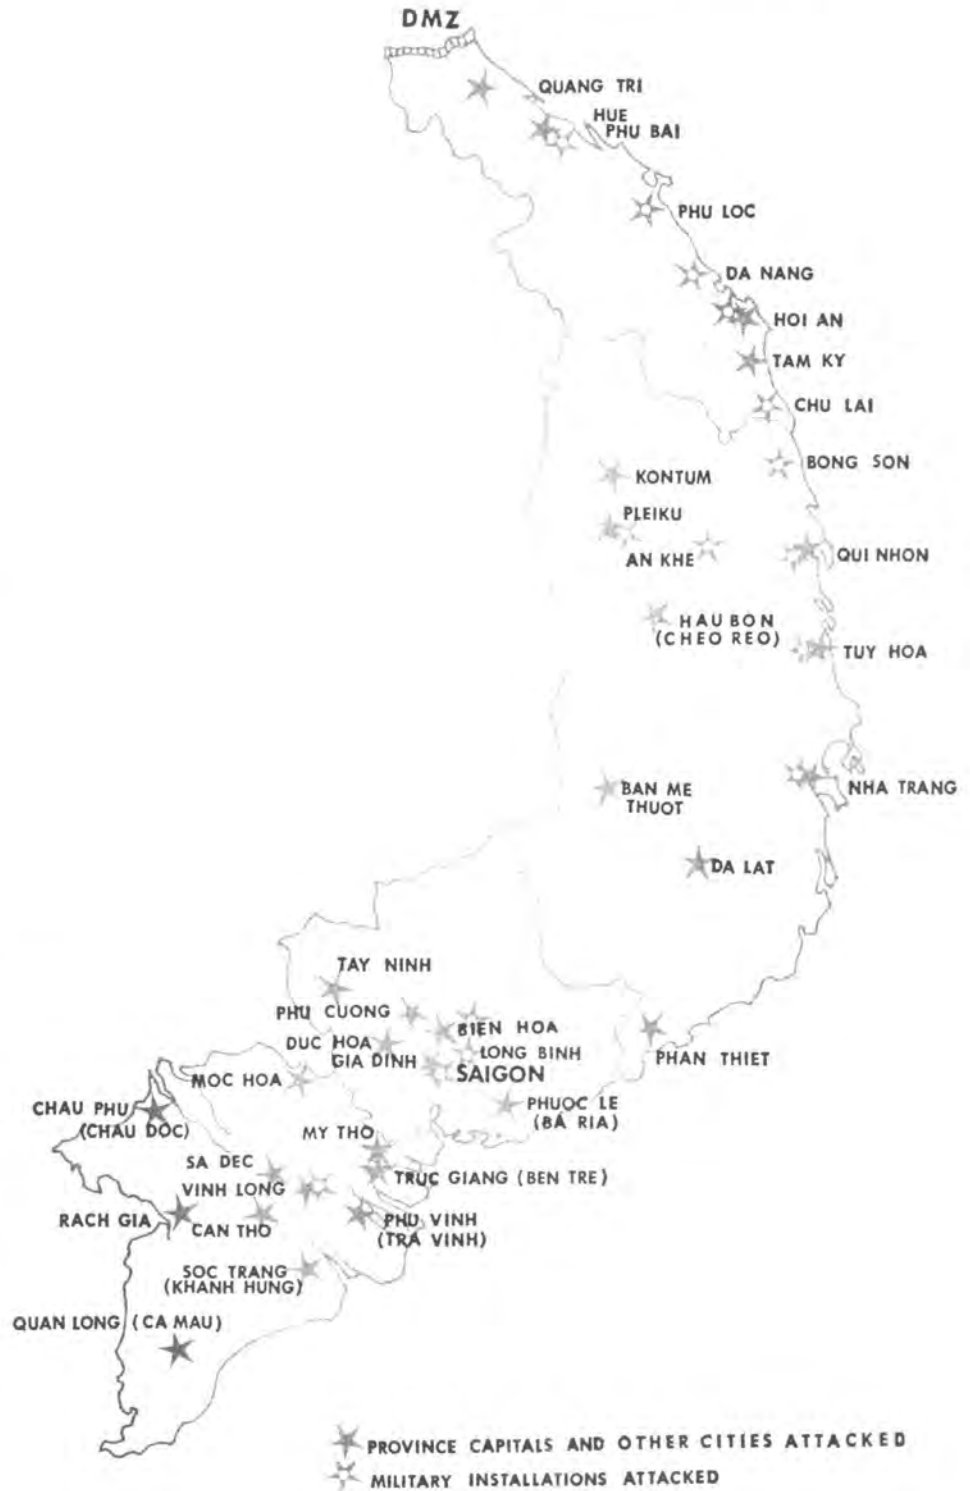 DMZ
QUANG TRI
HUE
PHU BAI
PHU LOC
DA NANG
HOI AN
TAM KY
CHU LAI
BONG SON
KONTUM
PLEIKU
AN KHE
QUI NHON
HAU BON
(CHEO REO)
TUY HOA
BAN ME
THUOT
NHA TRANG
DA LAT
TAY NINH
PHU CUONG
BIEN HOA
DUC HOA
GIA DINH
LONG BINH
SAIGON
PHAN THIET
MOC HOA
CHAU PHU
(CHAU DOC)
PHUOC LE
(BA RIA)
MY THO
SA DEC
TRUC GIANG (BEN TRE)
VINH LONG
RACH GIA
CAN THO
PHU VINH
(TRA VINH)
SOC TRANG
(KHANH HUNG)
QUAN LONG (CA MAU)
PROVINCE CAPITALS AND OTHER CITIES ATTACKED
MILITARY INSTALLATIONS ATTACKED